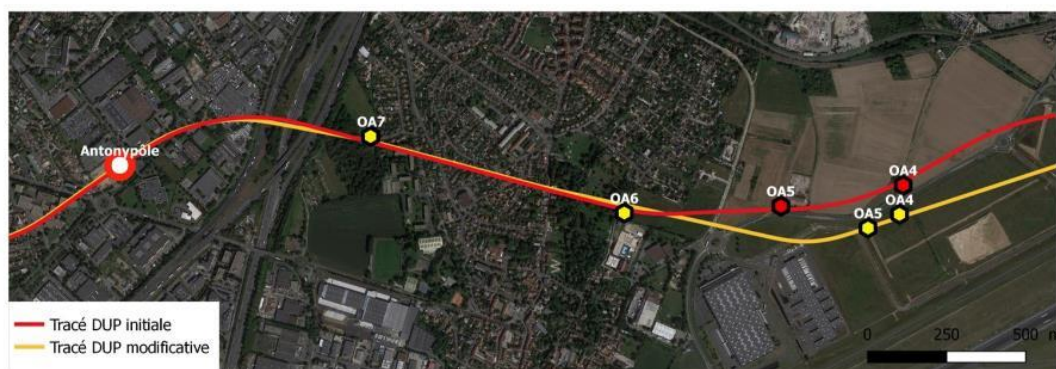 Antonypôle
OA7
OA6
OA5
OA4
OA5
OA4
Tracé DUP initiale
Tracé DUP modificative
0 250 500 m